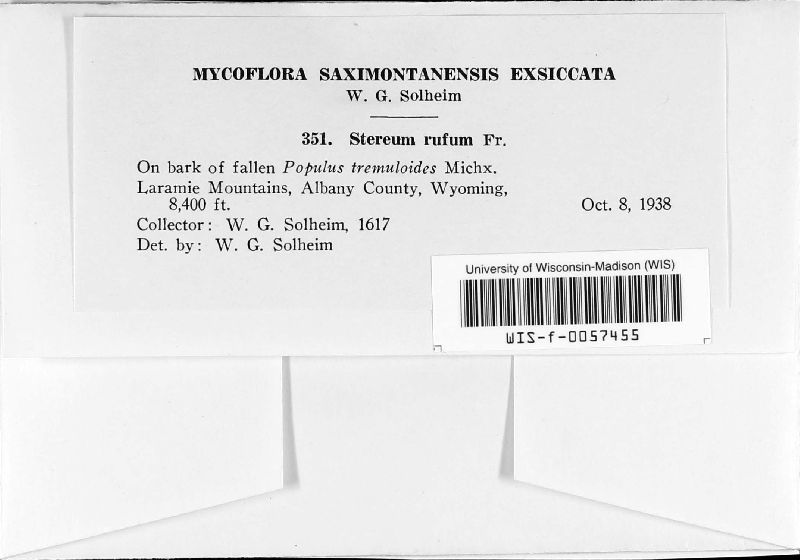 MYCOFLORA SAXIMONTANENSIS EXSICCATA
W. G. Solheim
351. Stereum rufum Fr.
On bark of fallen Populus tremuloides Michx.
Laramie Mountains, Albany County, Wyoming,
8,400 ft. Oct. 8, 1938
Collector: W. G. Solheim, 1617
Det. by: W. G. Solheim
University of Wisconsin-Madison (WIS)
WIS-f-0057455